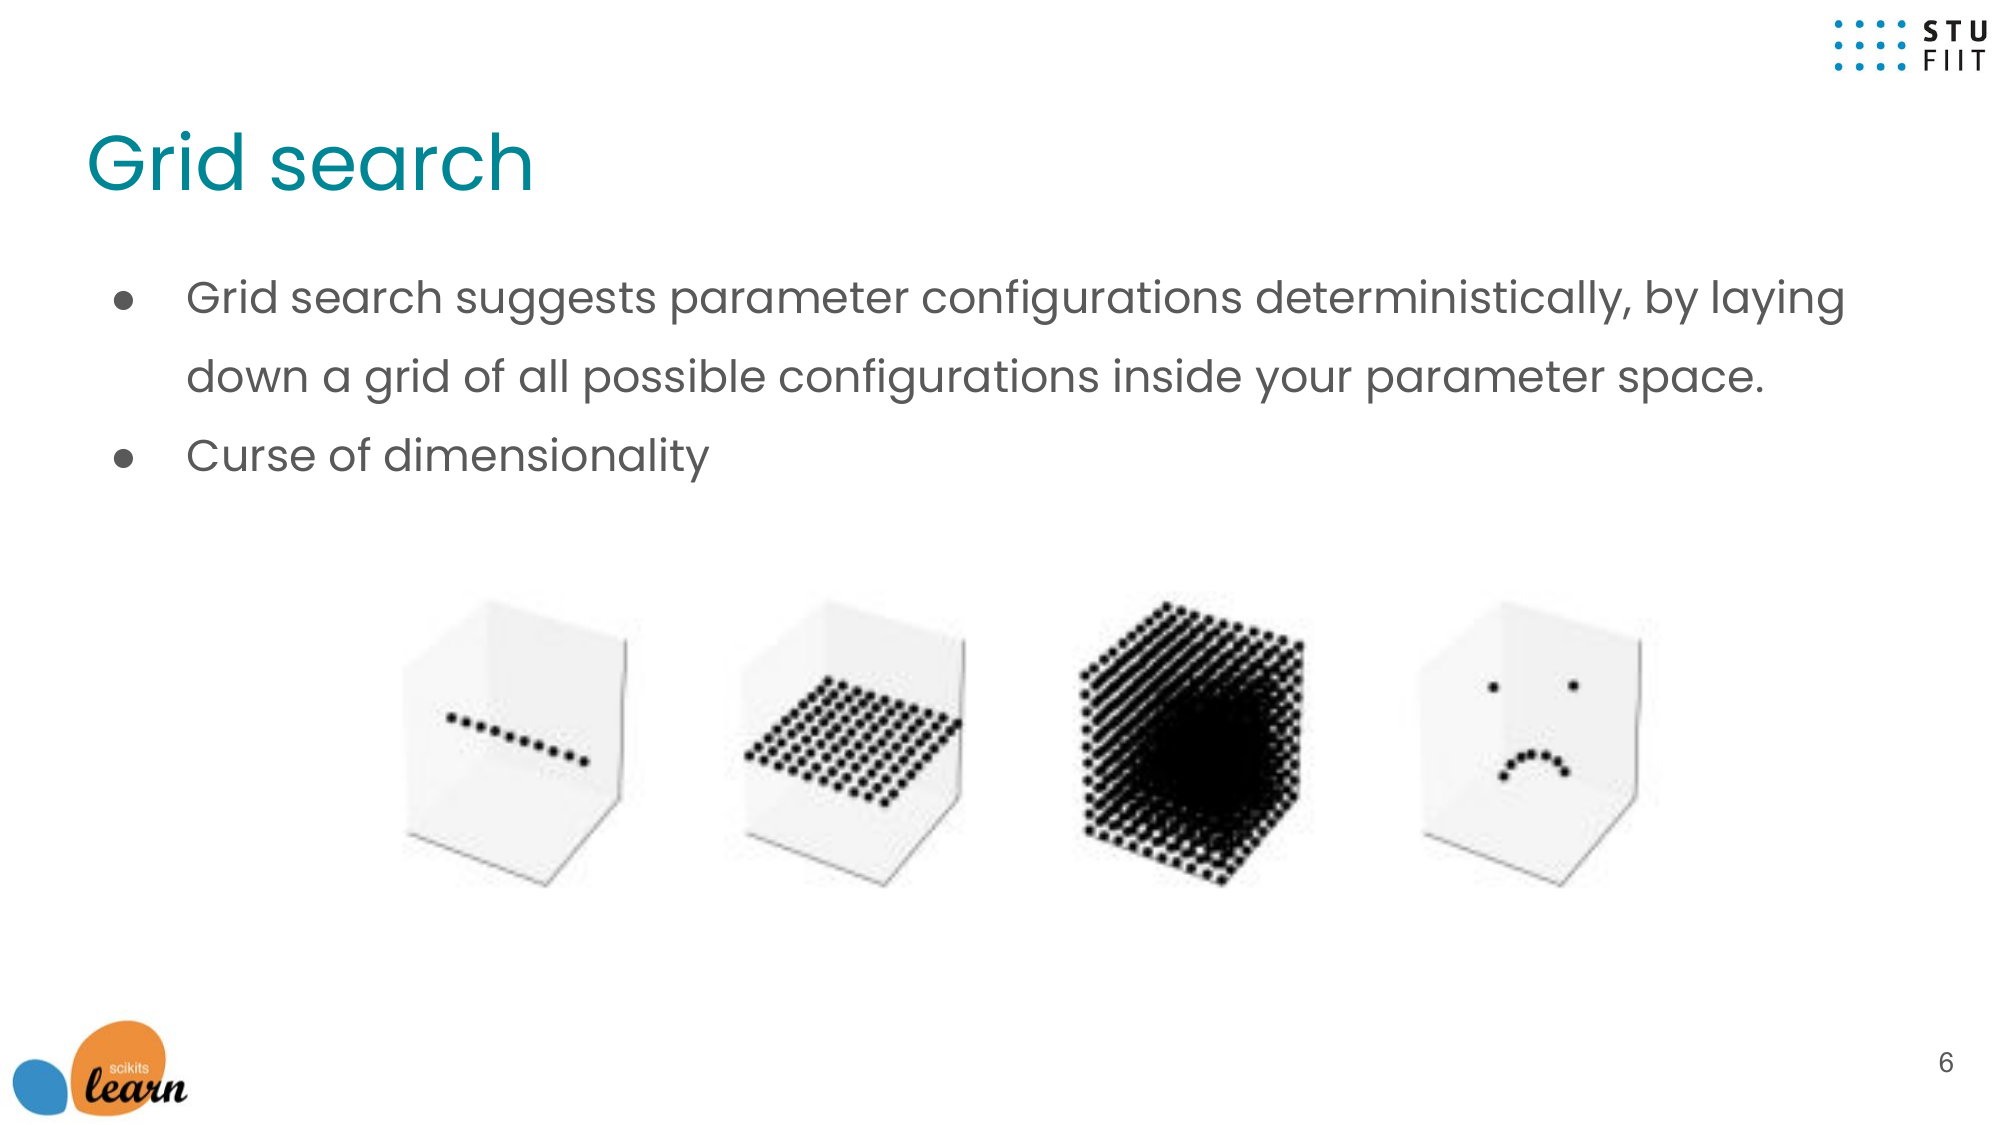 STU
FIIT
Grid search
● Grid search suggests parameter configurations deterministically, by laying
down a grid of all possible configurations inside your parameter space.
● Curse of dimensionality
scikits
learn
6